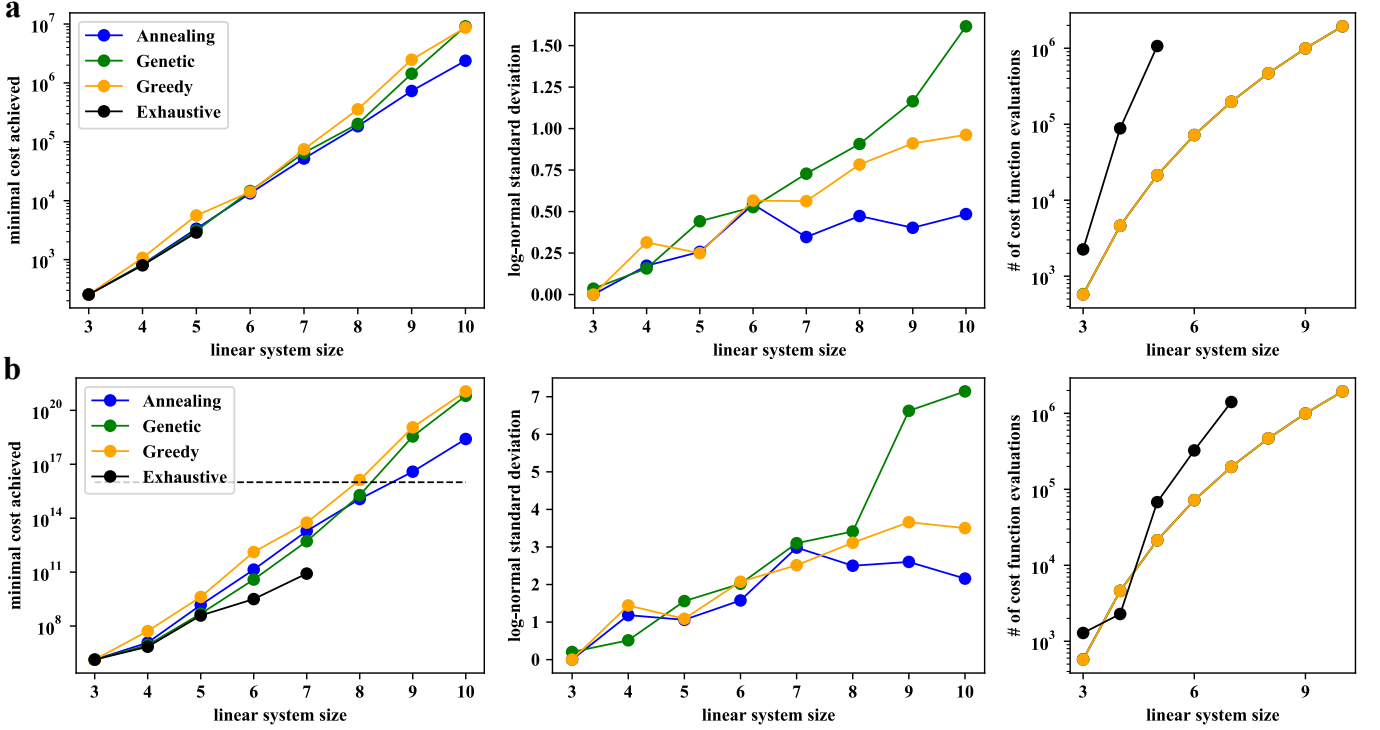 a
minimal cost achieved
10^7
10^6
10^5
10^4
10^3
Annealing
Genetic
Greedy
Exhaustive
3 4 5 6 7 8 9 10
linear system size
log-normal standard deviation
1.50
1.25
1.00
0.75
0.50
0.25
0.00
3 4 5 6 7 8 9 10
linear system size
# of cost function evaluations
10^6
10^5
10^4
10^3
3 6 9
linear system size
b
minimal cost achieved
10^20
10^17
10^14
10^11
10^8
Annealing
Genetic
Greedy
Exhaustive
3 4 5 6 7 8 9 10
linear system size
log-normal standard deviation
7
6
5
4
3
2
1
0
3 4 5 6 7 8 9 10
linear system size
# of cost function evaluations
10^6
10^5
10^4
10^3
3 6 9
linear system size